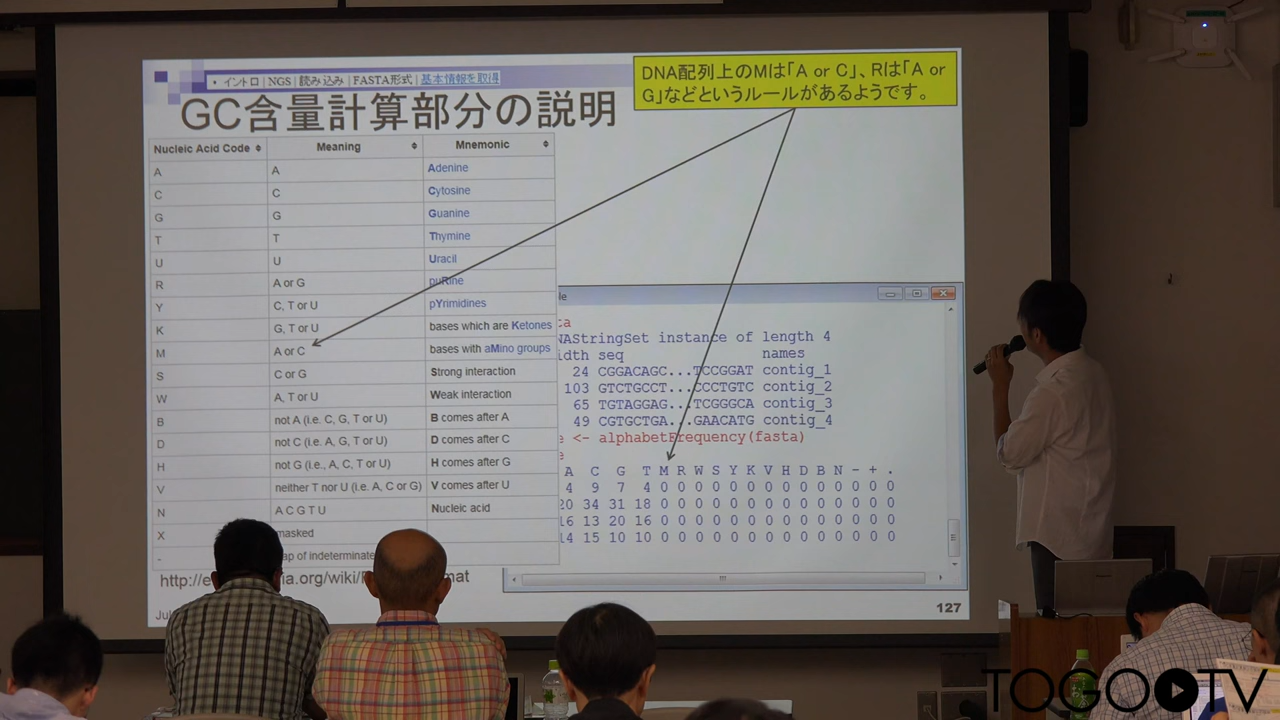 • イントロ | NGS | 読み込み | FASTA形式 | 基本情報を取得
GC含量計算部分の説明
DNA配列上のMは「A or C」、Rは「A or
G」などというルールがあるようです。
Nucleic Acid Code Meaning Mnemonic
A A Adenine
C C Cytosine
G G Guanine
T T Thymine
U U Uracil
R A or G puRine
Y C, T or U pYrimidines
K G, T or U bases which are Ketones
M A or C bases with aMino groups
S C or G Strong interaction
W A, T or U Weak interaction
B not A (i.e. C, G, T or U) B comes after A
D not C (i.e. A, G, T or U) D comes after C
H not G (i.e., A, C, T or U) H comes after G
V neither T nor U (i.e. A, C or G) V comes after U
N A C G T U Nucleic acid
X masked
- gap of indeterminate
NAStringSet instance of length 4
idth seq names
24 CGGACAGC...TCCGGAT contig_1
103 GTCTGCCT...CCCTGTC contig_2
65 TGTAGGAG...TCGGGCA contig_3
49 CGTGCTGA...GAACATG contig_4
<- alphabetFrequency(fasta)
A C G T M R W S Y K V H D B N - + .
4 9 7 4 0 0 0 0 0 0 0 0 0 0 0 0 0 0
20 34 31 18 0 0 0 0 0 0 0 0 0 0 0 0 0 0
16 13 20 16 0 0 0 0 0 0 0 0 0 0 0 0 0 0
14 15 10 10 0 0 0 0 0 0 0 0 0 0 0 0 0 0
127
TOGO TV